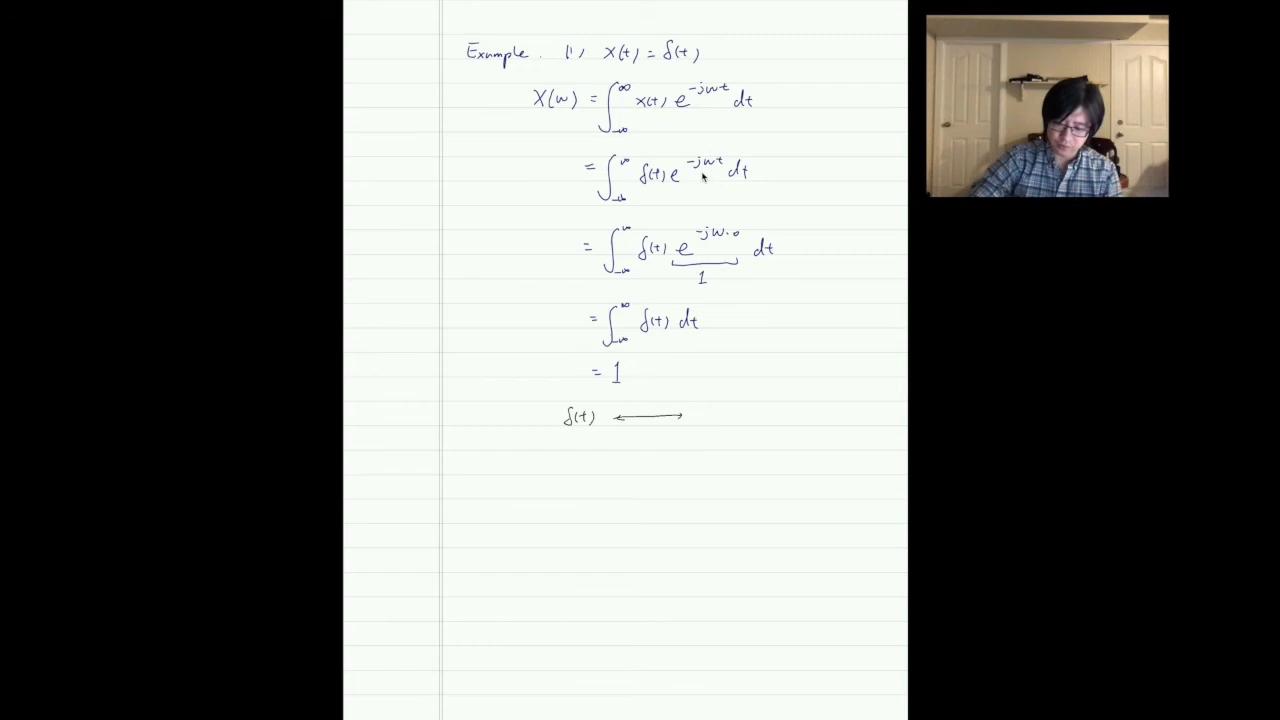 Example. (1) x(t) = δ(t)
X(ω) = ∫_{-∞}^{∞} x(t) e^{-jωt} dt
= ∫_{-∞}^{∞} δ(t) e^{-jωt} dt
= ∫_{-∞}^{∞} δ(t) e^{-jω·0} dt
1
= ∫_{-∞}^{∞} δ(t) dt
= 1
δ(t) ⟷